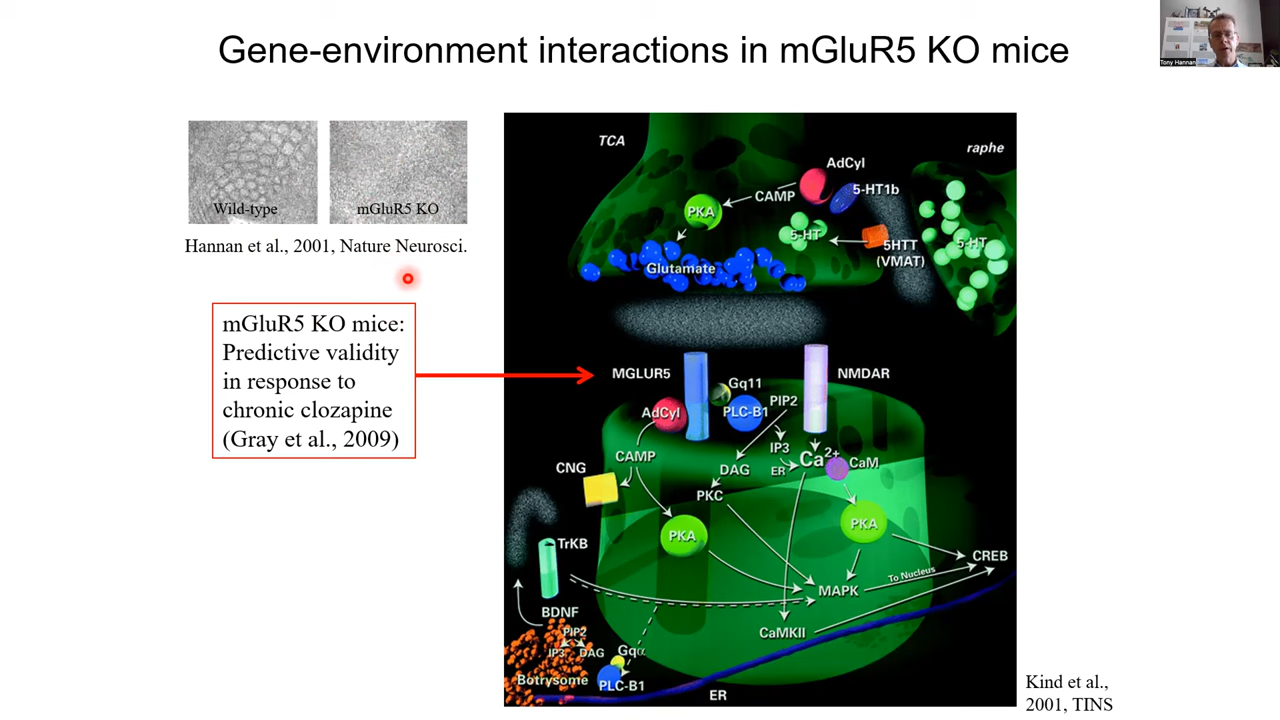 Gene-environment interactions in mGluR5 KO mice
Tony Hannan
Wild-type
mGluR5 KO
Hannan et al., 2001, Nature Neurosci.
mGluR5 KO mice:
Predictive validity
in response to
chronic clozapine
(Gray et al., 2009)
TCA
raphe
AdCyl
5-HT1b
CAMP
PKA
5-HT
5HTT
(VMAT)
5-HT
Glutamate
MGLUR5
NMDAR
Gq11
PIP2
AdCyl
PLC-B1
IP3
Ca2+
CaM
CAMP
DAG
ER
CNG
PKC
PKA
PKA
TrKB
CREB
To Nucleus
MAPK
BDNF
CaMKII
PIP2
IP3
DAG
Gqα
Botrysome
PLC-B1
ER
Kind et al.,
2001, TINS